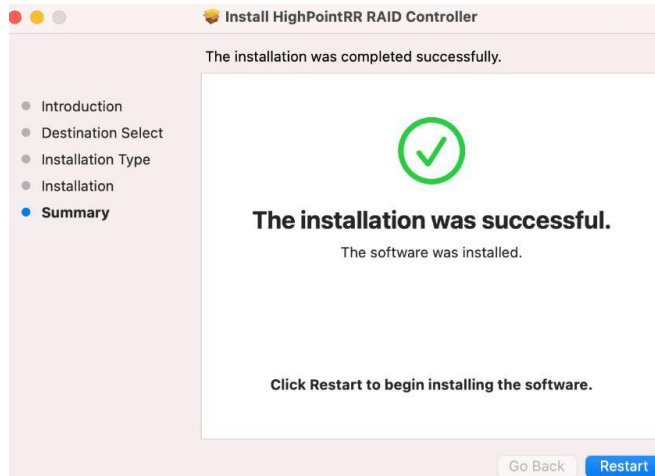 Install HighPointRR RAID Controller
The installation was completed successfully.
Introduction
Destination Select
Installation Type
Installation
Summary
The installation was successful.
The software was installed.
Click Restart to begin installing the software.
Go Back
Restart